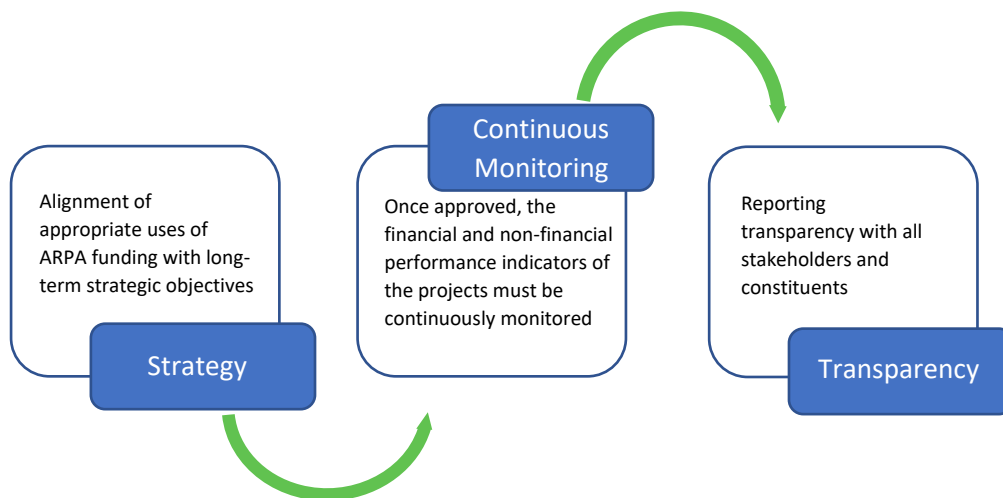 Alignment of
appropriate uses of
ARPA funding with long-
term strategic objectives
Strategy
Continuous
Monitoring
Once approved, the
financial and non-financial
performance indicators of
the projects must be
continuously monitored
Reporting
transparency with all
stakeholders and
constituents
Transparency